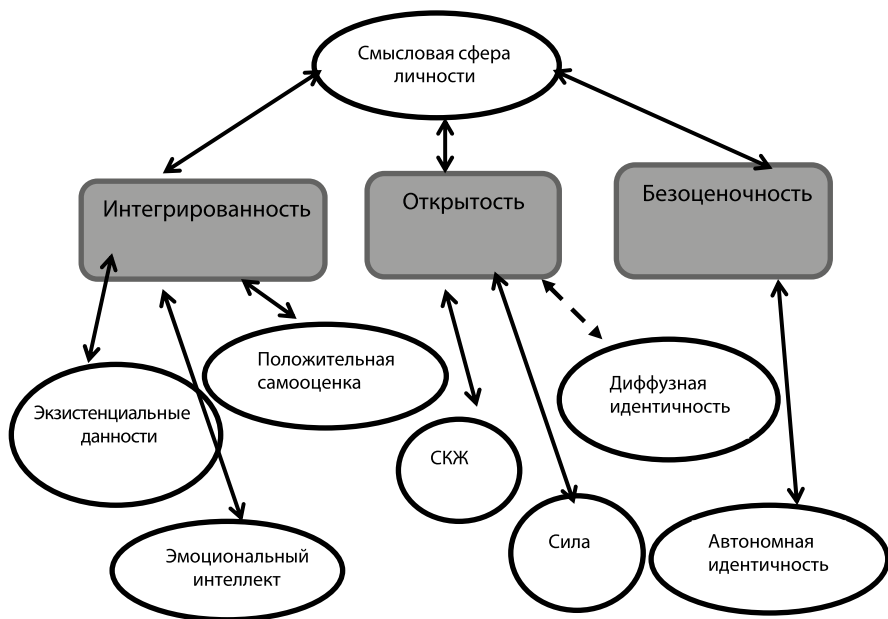 Смысловая сфера
личности
Интегрированность
Открытость
Безоценочность
Положительная
самооценка
Экзистенциальные
данности
Диффузная
идентичность
СКЖ
Сила
Автономная
идентичность
Эмоциональный
интеллект